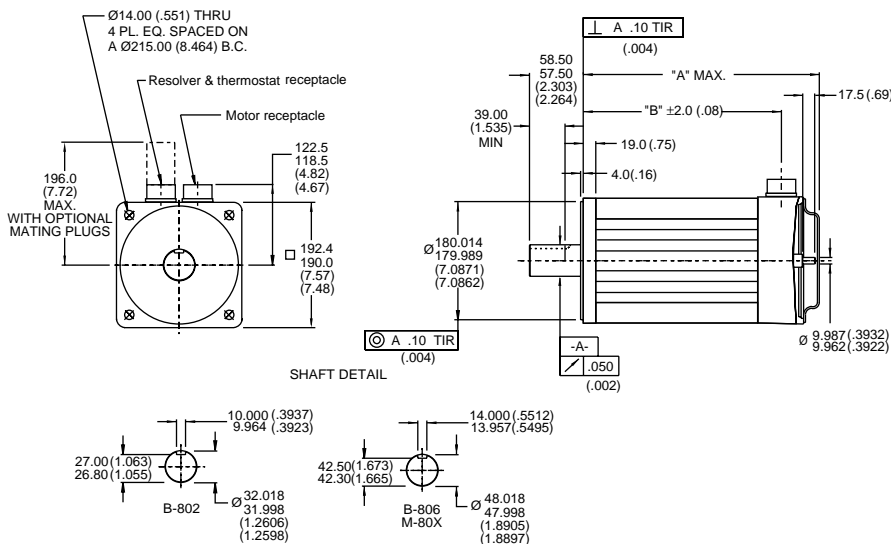 Ø14.00 (.551) THRU
4 PL. EQ. SPACED ON
A Ø215.00 (8.464) B.C.
Resolver & thermostat receptacle
Motor receptacle
196.0
(7.72)
MAX.
WITH OPTIONAL
MATING PLUGS
122.5
118.5
(4.82)
(4.67)
192.4
190.0
(7.57)
(7.48)
⊥ A .10 TIR
(.004)
58.50
57.50
(2.303)
(2.264)
"A" MAX.
17.5 (.69)
"B" ±2.0 (.08)
39.00
(1.535)
MIN
19.0 (.75)
4.0 (.16)
Ø 180.014
179.989
(7.0871)
(7.0862)
◎ A .10 TIR
(.004)
-A-
↗ .050
(.002)
Ø 9.987 (.3932)
9.962 (.3922)
SHAFT DETAIL
10.000 (.3937)
9.964 (.3923)
27.00 (1.063)
26.80 (1.055)
B-802
Ø 32.018
31.998
(1.2606)
(1.2598)
14.000 (.5512)
13.957 (.5495)
42.50 (1.673)
42.30 (1.665)
B-806
M-80X
Ø 48.018
47.998
(1.8905)
(1.8897)